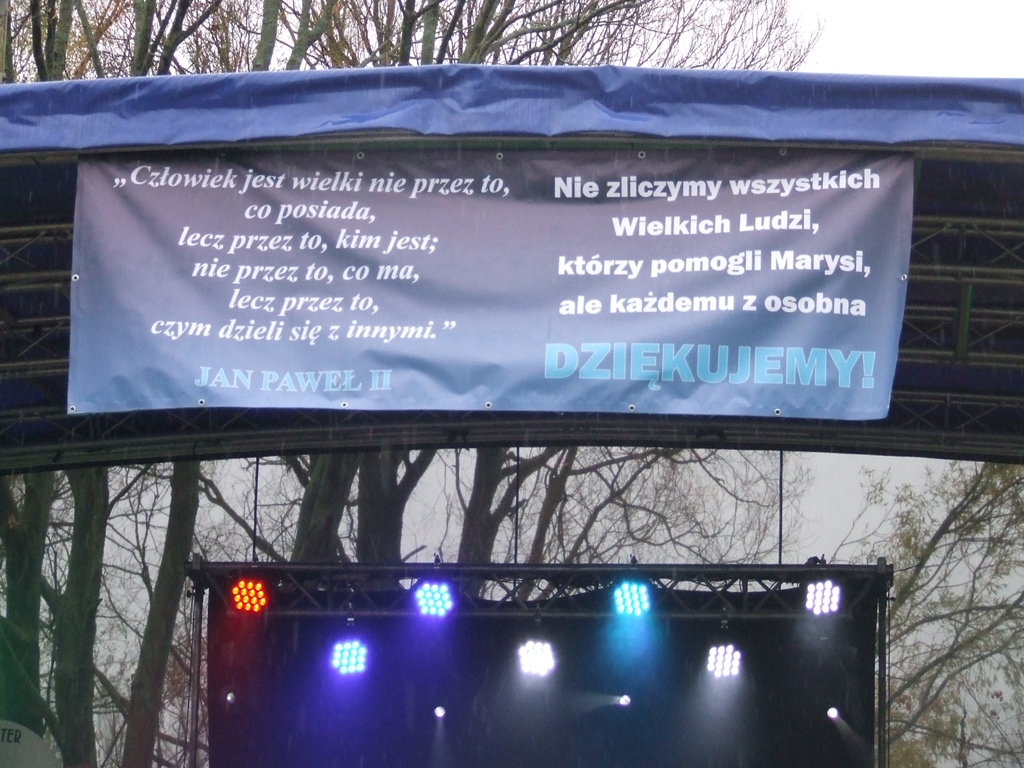 „Człowiek jest wielki nie przez to,
co posiada,
lecz przez to, kim jest;
nie przez to, co ma,
lecz przez to,
czym dzieli się z innymi.”
JAN PAWEŁ II
Nie zliczymy wszystkich
Wielkich Ludzi,
którzy pomogli Marysi,
ale każdemu z osobna
DZIĘKUJEMY!
TER